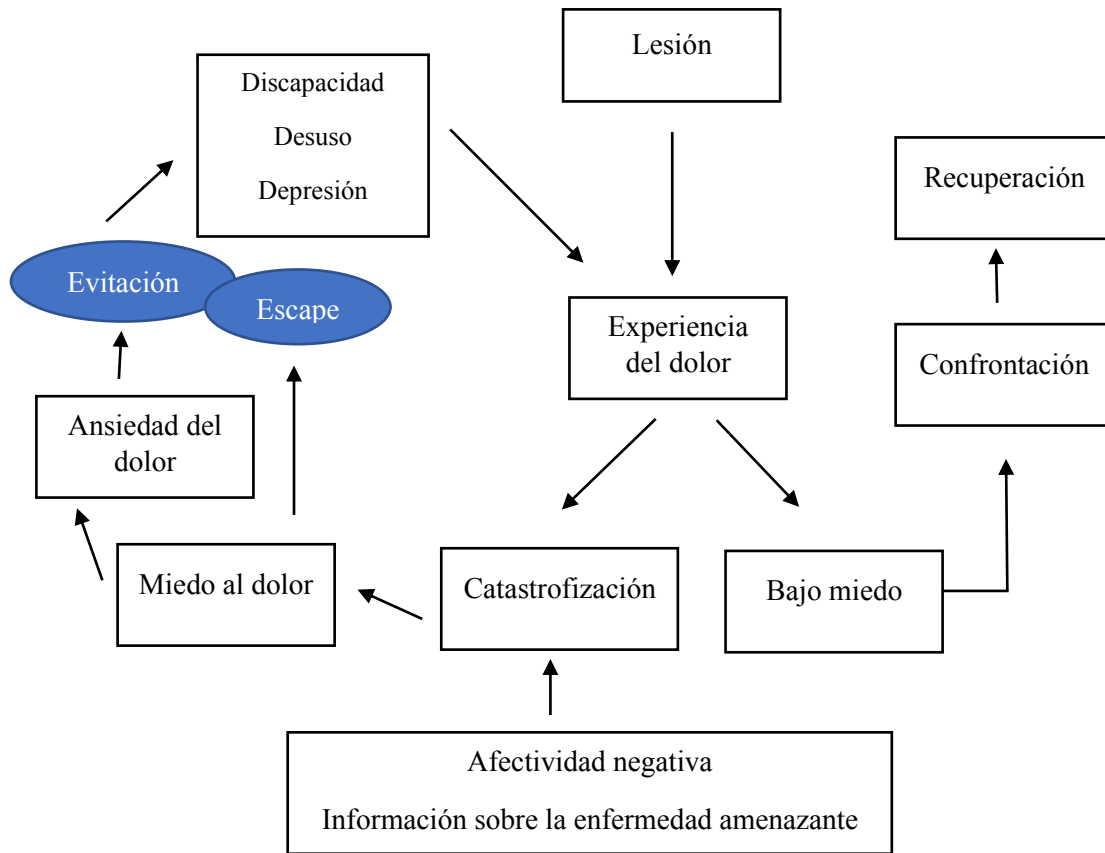 Lesión
Discapacidad
Desuso
Depresión
Recuperación
Evitación
Escape
Experiencia
del dolor
Confrontación
Ansiedad del
dolor
Miedo al dolor
Catastrofización
Bajo miedo
Afectividad negativa
Información sobre la enfermedad amenazante